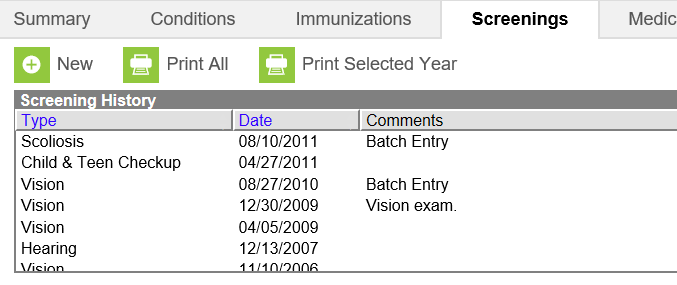 Summary Conditions Immunizations Screenings Medic
New Print All Print Selected Year
Screening History
Type Date Comments
Scoliosis 08/10/2011 Batch Entry
Child & Teen Checkup 04/27/2011
Vision 08/27/2010 Batch Entry
Vision 12/30/2009 Vision exam.
Vision 04/05/2009
Hearing 12/13/2007
Vision 11/10/2006